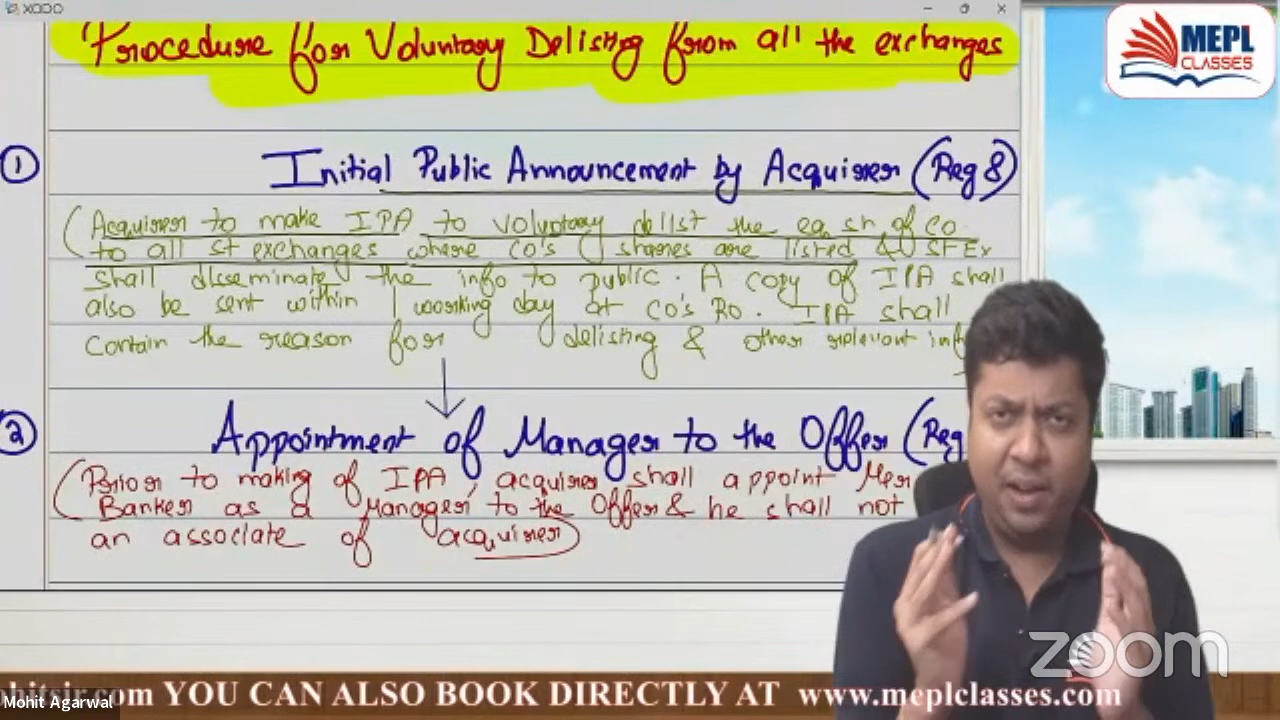 XODO
Procedure for Voluntary Delisting from all the exchanges
MEPL
CLASSES
① Initial Public Announcement by Acquirer (Reg 8)
(Acquirer to make IPA to voluntary delist the eq. sh. of co.
to all st exchanges where co's shares are listed & St Ex
shall disseminate the info to public. A copy of IPA shall
also be sent within 1 working day at co's RO. IPA shall
contain the reason for delisting & other relevant inf
② Appointment of Manager to the Offer (Reg
(Prior to making of IPA, acquirer shall appoint Mer
Banker as a Manager to the Offer & he shall not
an associate of acquirer)
zoom
ohitsir.com YOU CAN ALSO BOOK DIRECTLY AT www.meplclasses.com
Mohit Agarwal